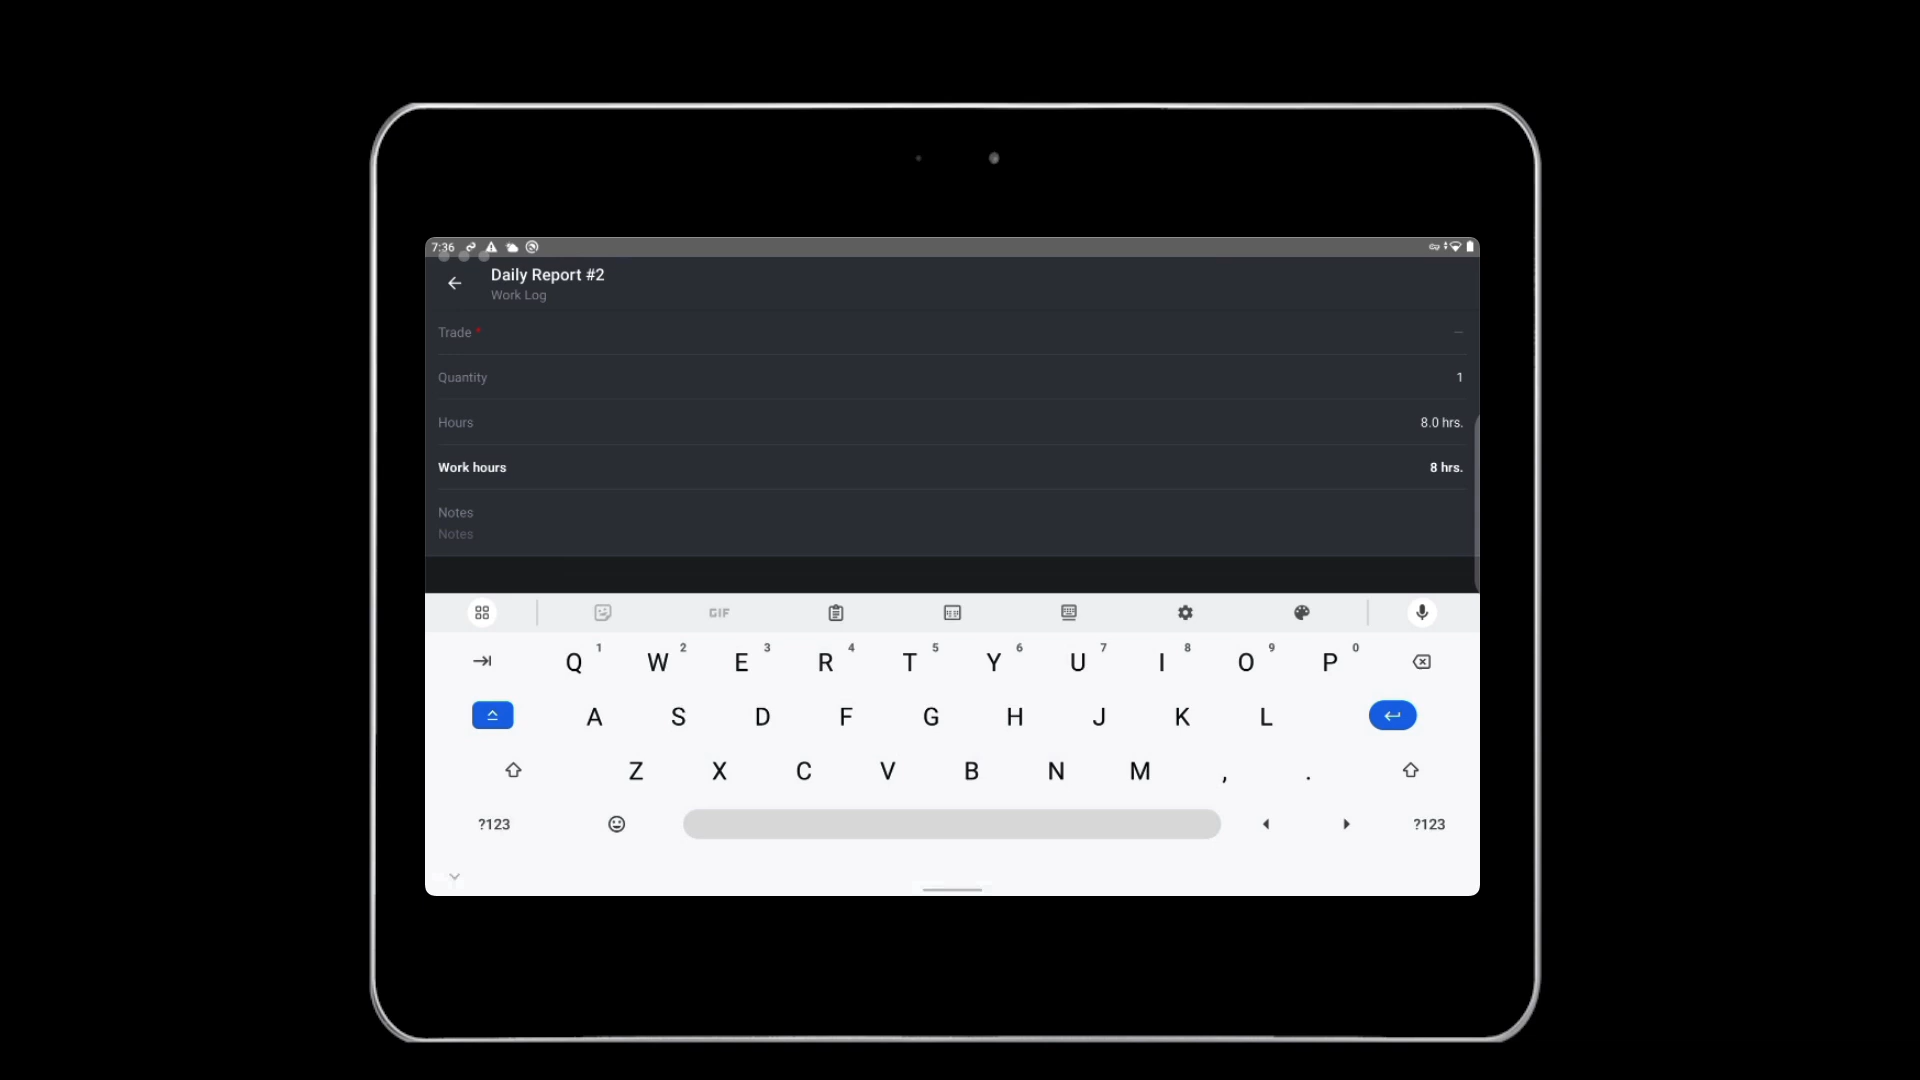 7:36
Daily Report #2
Work Log
Trade * –
Quantity 1
Hours 8.0 hrs.
Work hours 8 hrs.
Notes
Notes
GIF
Q 1 W 2 E 3 R 4 T 5 Y 6 U 7 I 8 O 9 P 0
A S D F G H J K L
Z X C V B N M , .
?123 ?123